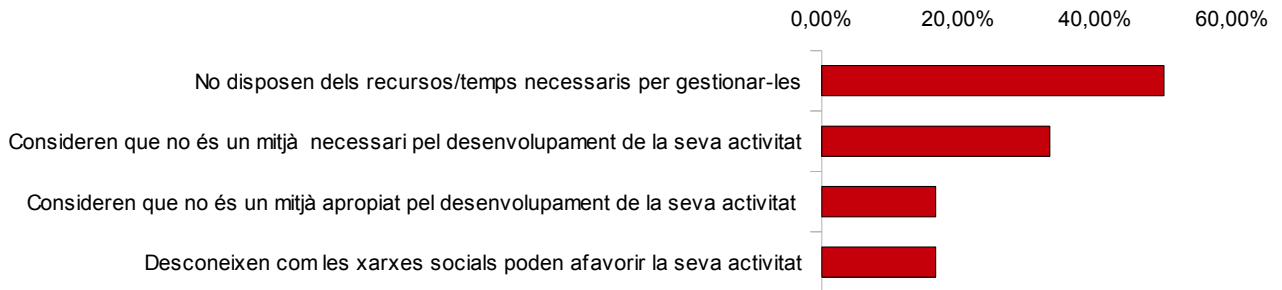 0,00% 20,00% 40,00% 60,00%
No disposen dels recursos/temps necessaris per gestionar-les
Consideren que no és un mitjà necessari pel desenvolupament de la seva activitat
Consideren que no és un mitjà apropiat pel desenvolupament de la seva activitat
Desconeixen com les xarxes socials poden afavorir la seva activitat